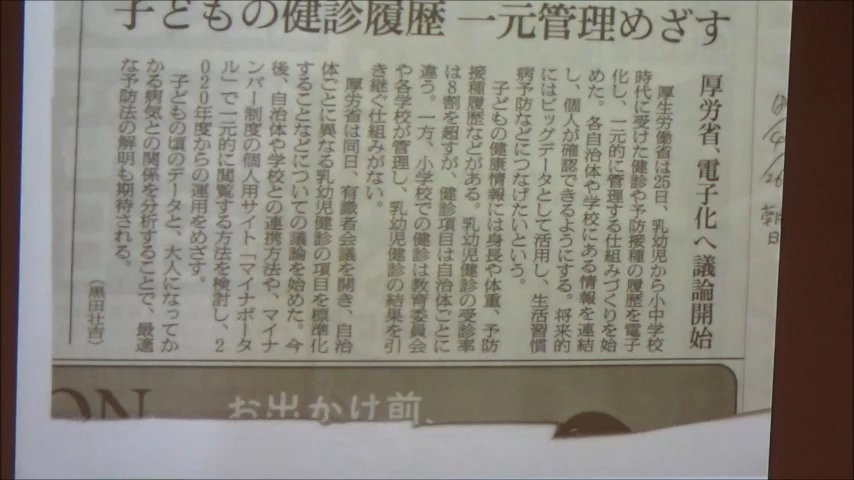 子どもの健診履歴 一元管理めざす
厚労省、電子化へ議論開始
厚生労働省は25日、乳幼児から小中学校
時代に受けた健診や予防接種の履歴を電子
化し、一元的に管理する仕組みづくりを始
めた。各自治体や学校にある情報を連結
し、個人が確認できるようにする。将来的
にはビッグデータとして活用し、生活習慣
病予防などにつなげたいという。
子どもの健康情報には身長や体重、予防
接種履歴などがある。乳幼児健診の受診率
は8割を超すが、健診項目は自治体ごとに
違う。一方、小学校での健診は教育委員会
や各学校が管理し、乳幼児健診の結果を引
き継ぐ仕組みがない。
厚労省は同日、有識者会議を開き、自治
体ごとに異なる乳幼児健診の項目を標準化
することなどについての議論を始めた。今
後、自治体や学校との連携方法や、マイナ
ンバー制度の個人用サイト「マイナポータ
ル」で一元的に閲覧する方法を検討し、2
020年度からの運用をめざす。
子どもの頃のデータと、大人になってか
かる病気との関係を分析することで、最適
な予防法の解明も期待される。
(黒田壮吉)
18/4/26 朝日
ON
お出かけ前、